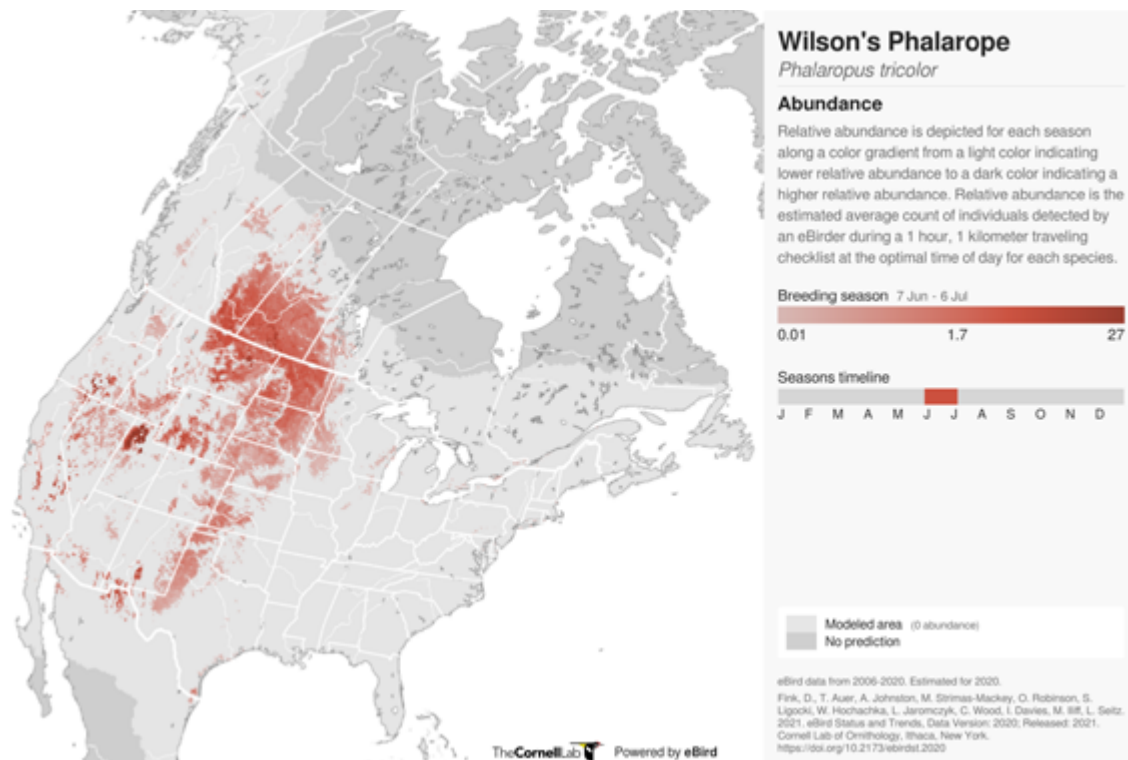 Wilson's Phalarope
Phalaropus tricolor
Abundance
Relative abundance is depicted for each season
along a color gradient from a light color indicating
lower relative abundance to a dark color indicating a
higher relative abundance. Relative abundance is the
estimated average count of individuals detected by
an eBirder during a 1 hour, 1 kilometer traveling
checklist at the optimal time of day for each species.
Breeding season 7 Jun - 6 Jul
0.01 1.7 27
Seasons timeline
J F M A M J J A S O N D
Modeled area (0 abundance)
No prediction
eBird data from 2006-2020. Estimated for 2020.
Fink, D., T. Auer, A. Johnston, M. Strimas-Mackey, O. Robinson, S.
Ligocki, W. Hochachka, L. Jaromczyk, C. Wood, I. Davies, M. Iliff, L. Seitz.
2021. eBird Status and Trends, Data Version: 2020; Released: 2021.
Cornell Lab of Ornithology, Ithaca, New York.
https://doi.org/10.2173/ebirdst.2020
TheCornellLab Powered by eBird